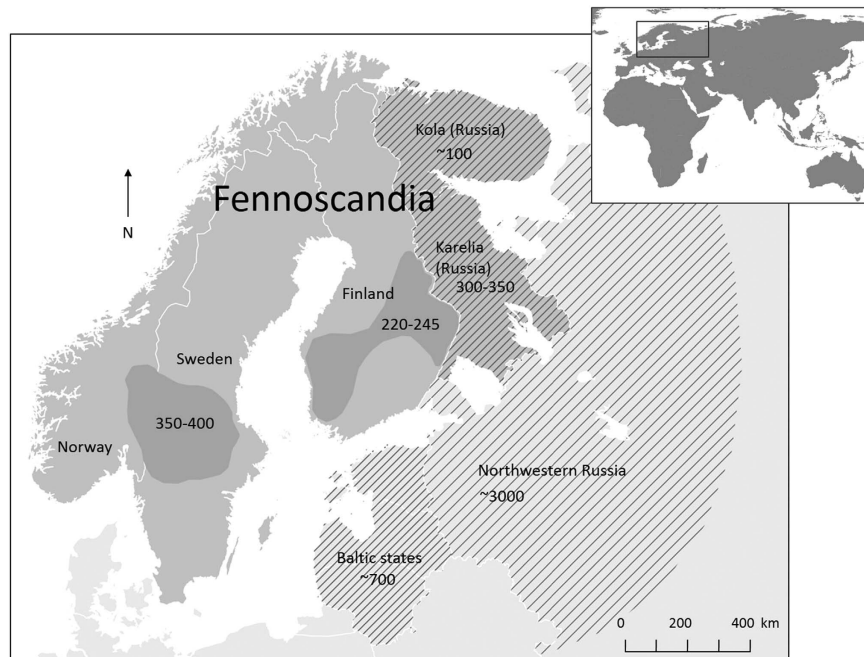 Kola (Russia)
~100
Fennoscandia
N
Karelia
(Russia)
300-350
Finland
220-245
Sweden
350-400
Norway
Northwestern Russia
~3000
Baltic states
~700
0 200 400 km